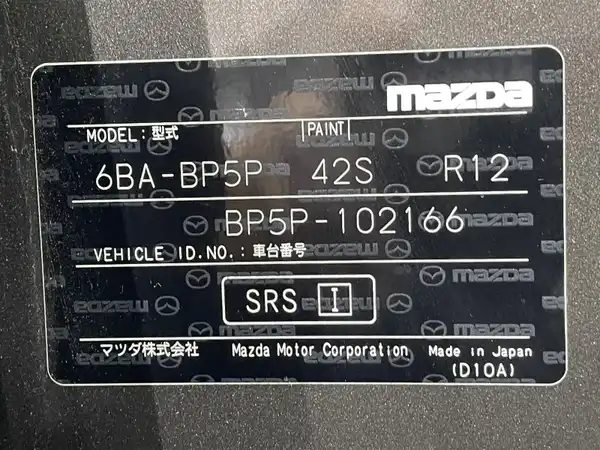 mazda
MODEL:型式 PAINT
6BA-BP5P 42S R12
BP5P-102166
VEHICLE ID.NO.:車台番号
SRS I
マツダ株式会社 Mazda Motor Corporation Made in Japan
(D10A)